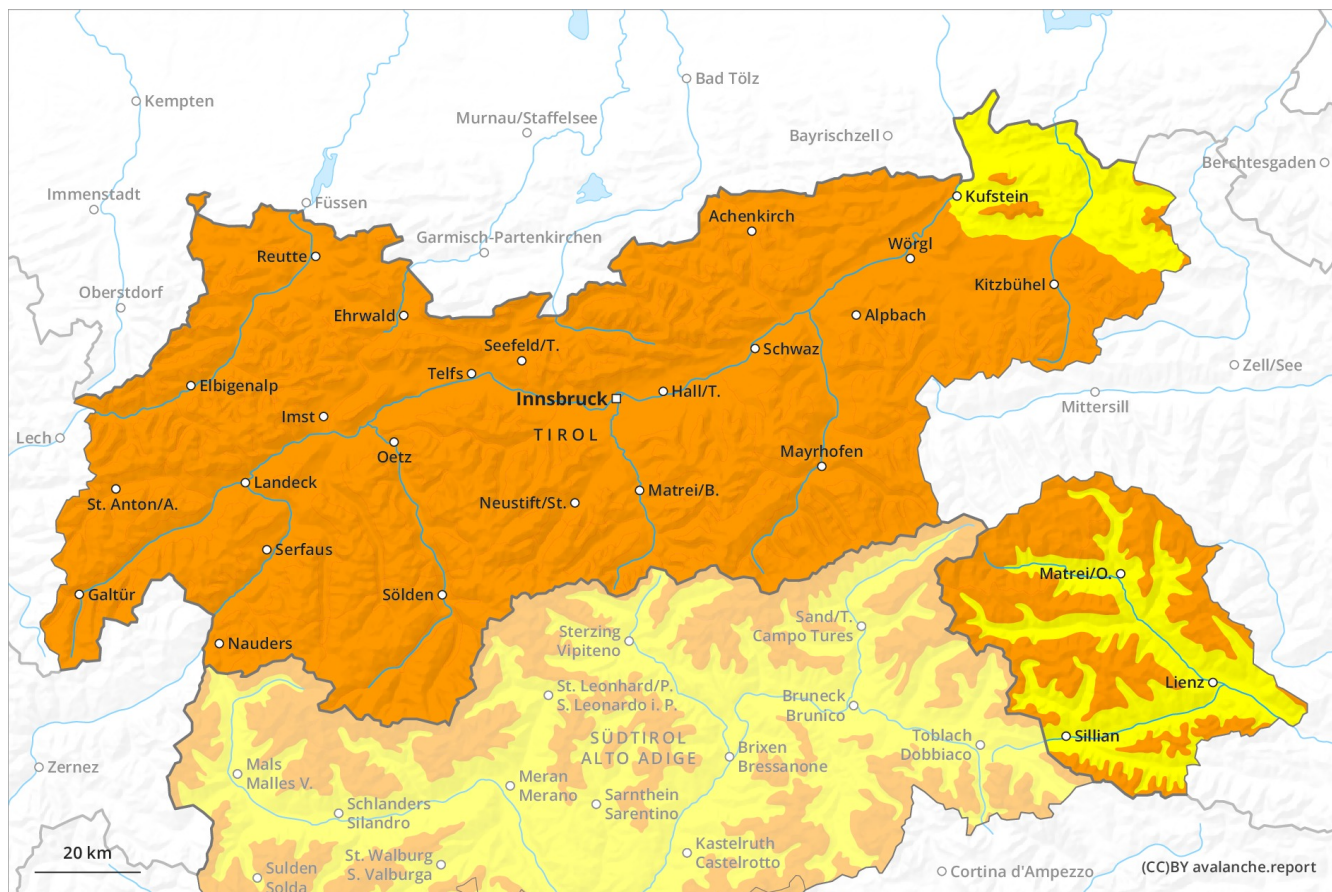 Kempten
Bad Tölz
Murnau/Staffelsee
Bayrischzell
Berchtesgaden
Immenstadt
Füssen
Kufstein
Achenkirch
Garmisch-Partenkirchen
Wörgl
Reutte
Oberstdorf
Kitzbühel
Ehrwald
Alpbach
Seefeld/T.
Schwaz
Zell/See
Telfs
Elbigenalp
Innsbruck
Hall/T.
Mittersill
Imst
Lech
TIROL
Oetz
Mayrhofen
Landeck
Matrei/B.
St. Anton/A.
Neustift/St.
Serfaus
Matrei/O.
Galtür
Sölden
Sand/T.
Campo Tures
Sterzing
Vipiteno
Nauders
Lienz
St. Leonhard/P.
S. Leonardo i. P.
Bruneck
Brunico
Sillian
Toblach
Dobbiaco
SÜDTIROL
ALTO ADIGE
Brixen
Bressanone
Zernez
Mals
Malles V.
Meran
Merano
Sarnthein
Sarentino
Schlanders
Silandro
Kastelruth
Castelrotto
20 km
St. Walburg
S. Valburga
Sulden
Solda
Cortina d'Ampezzo
(CC)BY avalanche.report